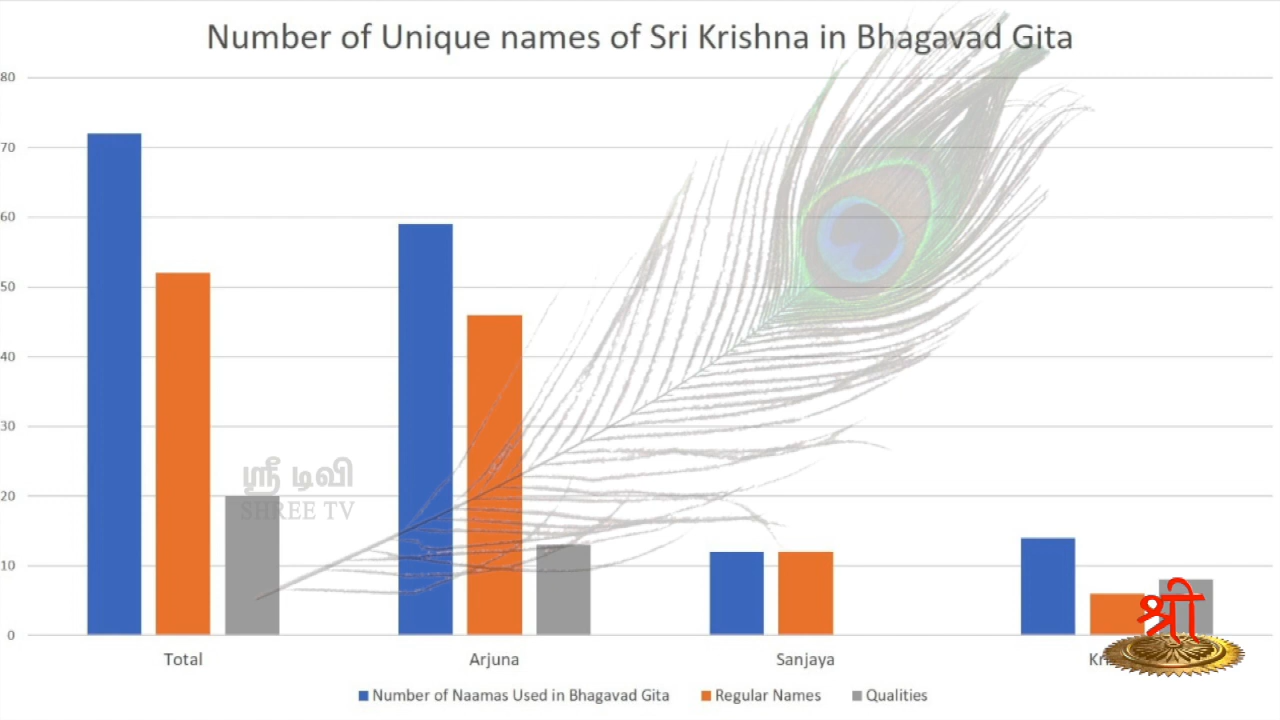 Number of Unique names of Sri Krishna in Bhagavad Gita
80
70
60
50
40
30
20
10
0
ஸ்ரீ டிவி
SHREE TV
श्री
Total Arjuna Sanjaya
Number of Naamas Used in Bhagavad Gita Regular Names Qualities